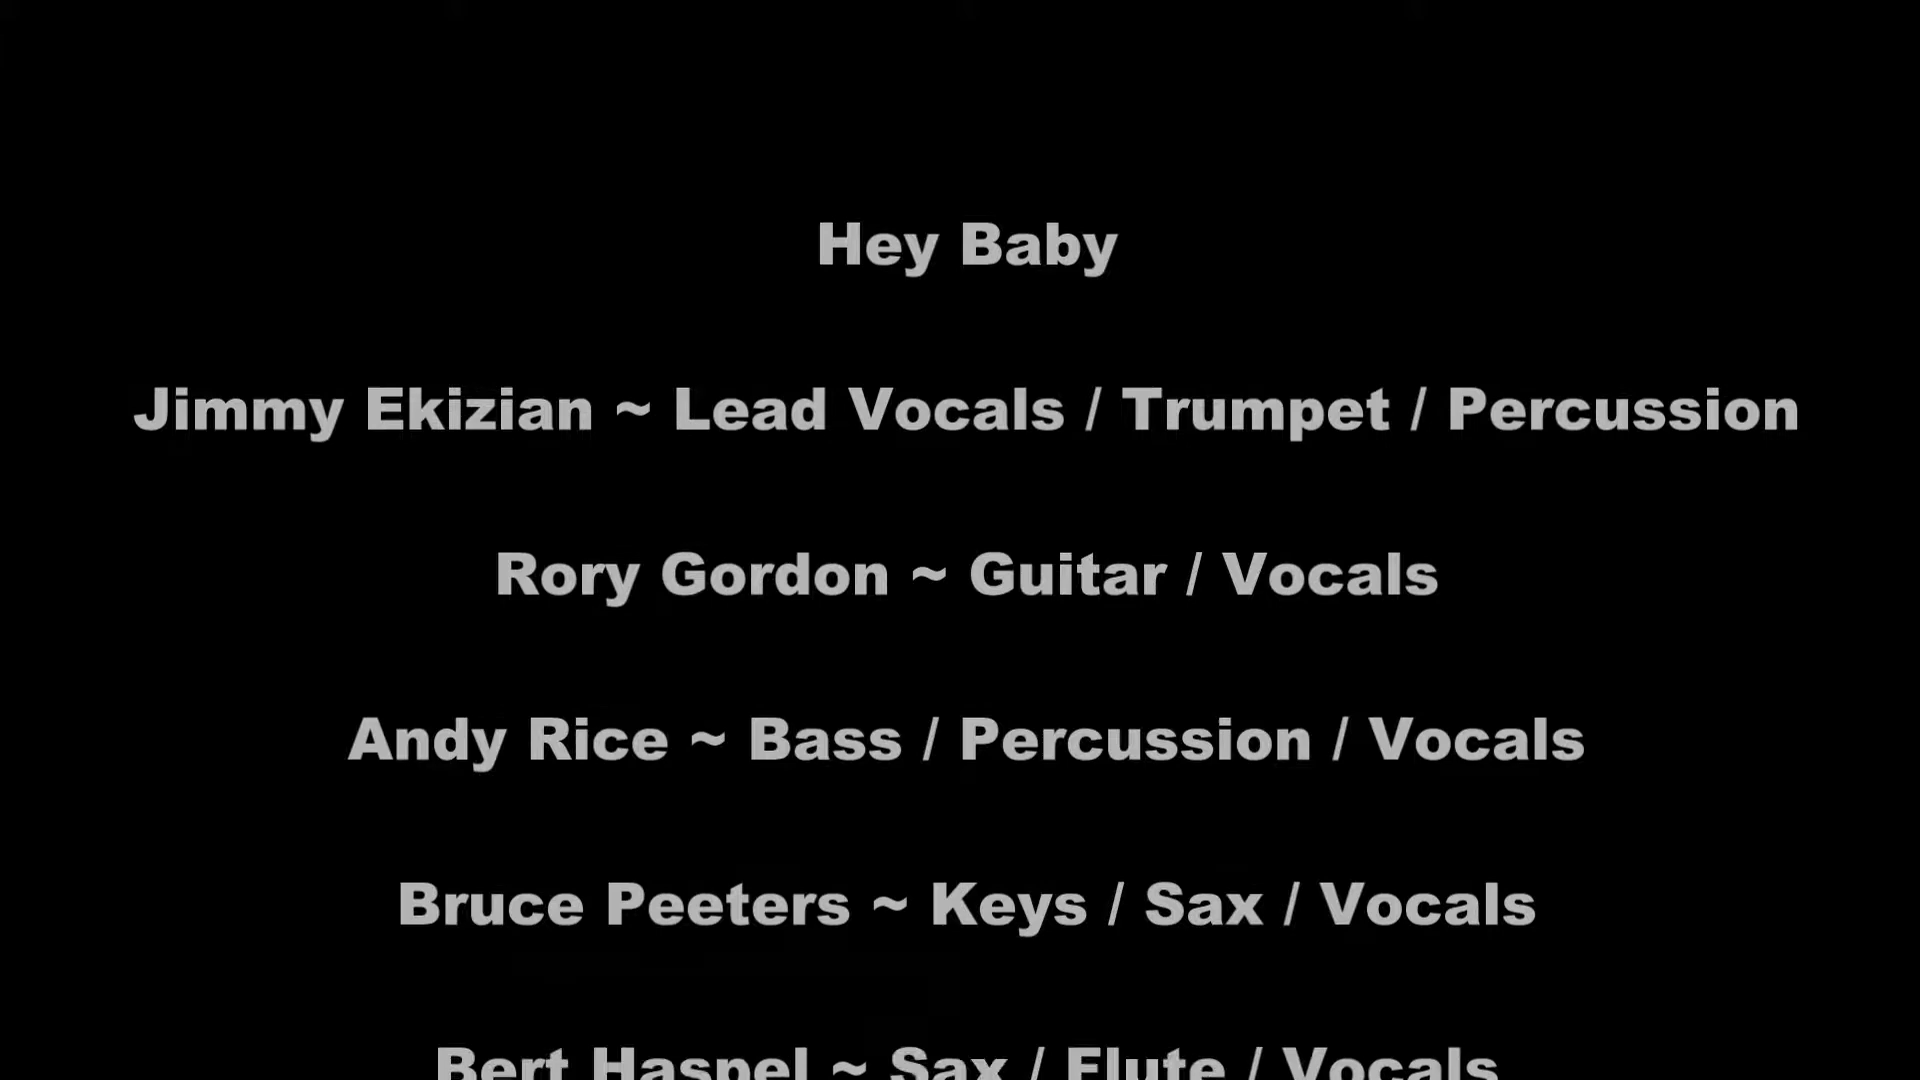 Hey Baby
Jimmy Ekizian ~ Lead Vocals / Trumpet / Percussion
Rory Gordon ~ Guitar / Vocals
Andy Rice ~ Bass / Percussion / Vocals
Bruce Peeters ~ Keys / Sax / Vocals
Bert Haspel ~ Sax / Flute / Vocals